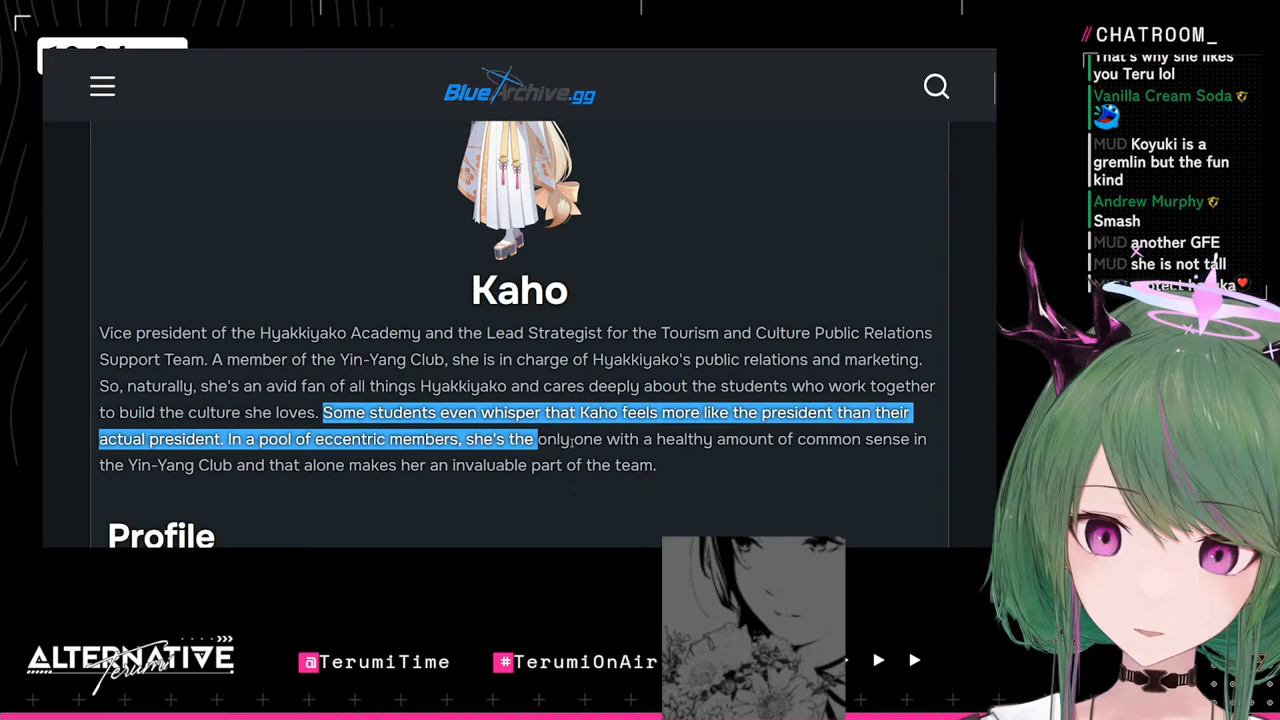 BlueArchive.gg
Kaho
Vice president of the Hyakkiyako Academy and the Lead Strategist for the Tourism and Culture Public Relations
Support Team. A member of the Yin-Yang Club, she is in charge of Hyakkiyako's public relations and marketing.
So, naturally, she's an avid fan of all things Hyakkiyako and cares deeply about the students who work together
to build the culture she loves. Some students even whisper that Kaho feels more like the president than their
actual president. In a pool of eccentric members, she's the only one with a healthy amount of common sense in
the Yin-Yang Club and that alone makes her an invaluable part of the team.
Profile
//CHATROOM_
That's why she likes
you Teru lol
Vanilla Cream Soda
MUD Koyuki is a
gremlin but the fun
kind
Andrew Murphy
Smash
MUD another GFE
MUD she is not tall
MUD
ALTERNATIVE
Terumi
@TerumiTime
#TerumiOnAir